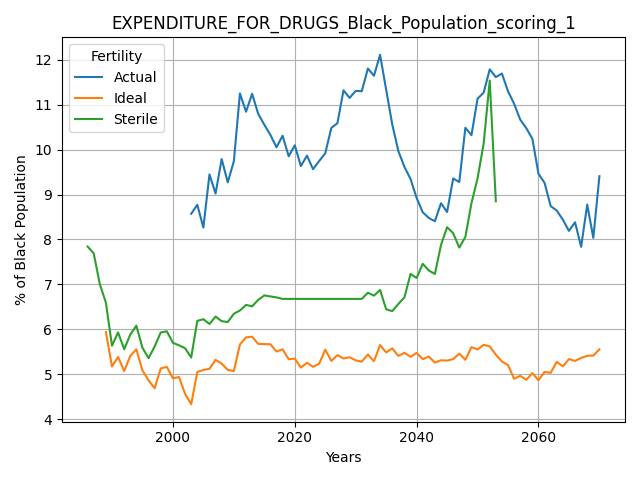 EXPENDITURE_FOR_DRUGS_Black_Population_scoring_1
Fertility
Actual
Ideal
Sterile
% of Black Population
12
11
10
9
8
7
6
5
4
2000 2020 2040 2060
Years